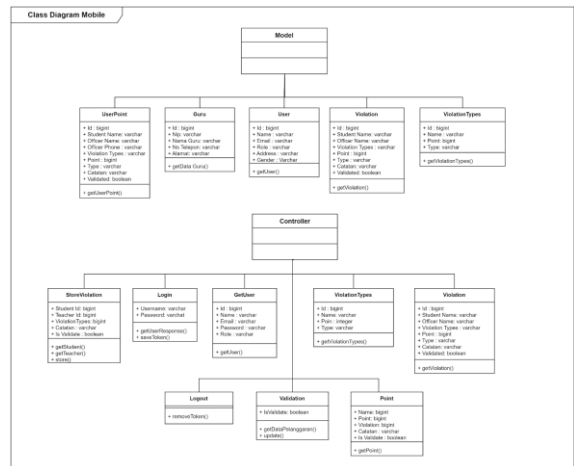 Class Diagram Mobile
Model
UserPoint
+ Id : bigint
+ Student Name: varchar
+ Officer Name: varchar
+ Officer Phone : varchar
+ Violation Types : varchar
+ Point : bigint
+ Type : varchar
+ Catatan: varchar
+ Validated: boolean
+ getUserPoint()
Guru
+ Id : bigint
+ Nip: varchar
+ Nama Guru: varchar
+ No Telepon: varchar
+ Alamat: varchar
+ getData Guru()
User
+ Id : bigint
+ Name : varchar
+ Email : varchar
+ Role : varchar
+ Address : varchar
+ Gender : Varchar
+ getUser()
Violation
+ Id : bigint
+ Student Name: varchar
+ Officer Name: varchar
+ Violation Types : varchar
+ Point : bigint
+ Type : varchar
+ Catatan: varchar
+ Validated: boolean
+ getViolation()
ViolationTypes
+ Id : bigint
+ Name : varchar
+ Point: bigint
+ Type: varchar
+ getViolationTypes()
Controller
StoreViolation
+ Student Id: bigint
+ Teacher Id: bigint
+ ViolationTypes: bigint
+ Catatan : varchar
+ Is Validate : boolean
+ getStudent()
+ getTeacher()
+ store()
Login
+ Username: varchar
+ Password: varchat
+ getUserResponse()
+ saveToken()
GetUser
+ Id : bigint
+ Name : varchar
+ Email : varchar
+ Password : varchar
+ Role : varchar
+ getUser()
ViolationTypes
+ Id : bigint
+ Name: varchar
+ Poin : integer
+ Type : varchar
+ getViolationTypes()
Violation
+ Id : bigint
+ Student Name: varchar
+ Officer Name: varchar
+ Violation Types : varchar
+ Point : bigint
+ Type : varchar
+ Catatan: varchar
+ Validated: boolean
+ getViolation()
Logout
+ removeToken()
Validation
+ IsValidate: boolean
+ getDataPelanggaran()
+ update()
Point
+ Name: bigint
+ Point: bigint
+ Violation: bigint
+ Catatan : varchar
+ Is Validate : boolean
+ getPoint()